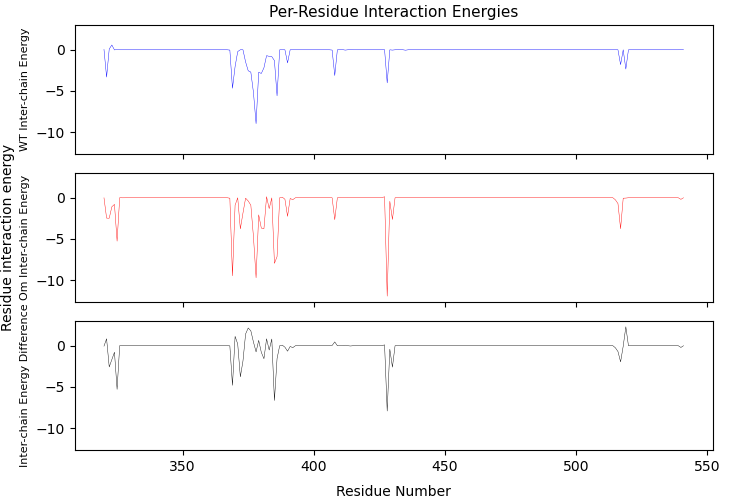 Per-Residue Interaction Energies
Residue interaction energy
WT Inter-chain Energy
0
−5
−10
Om Inter-chain Energy
0
−5
−10
Inter-chain Energy Difference
0
−5
−10
350
400
450
500
550
Residue Number